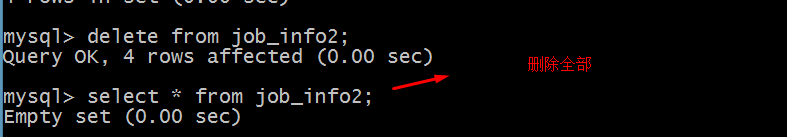 mysql> delete from job_info2;
Query OK, 4 rows affected (0.00 sec)
删除全部
mysql> select * from job_info2;
Empty set (0.00 sec)